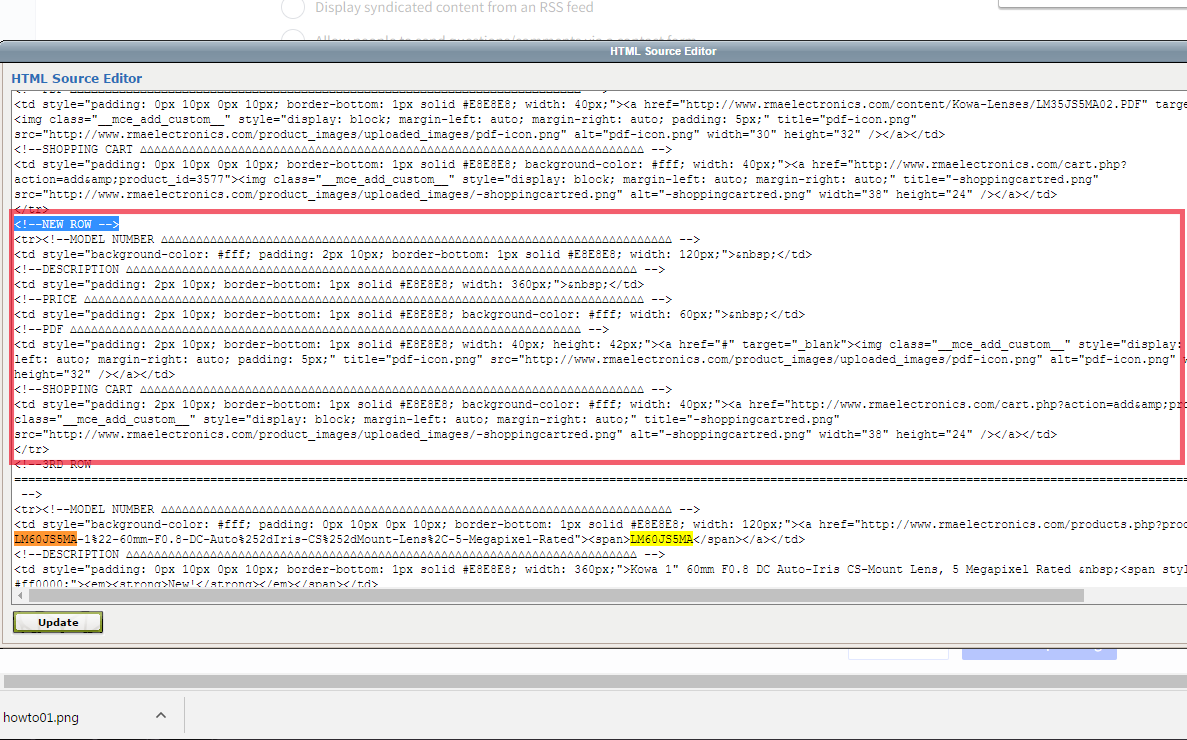 Display syndicated content from an RSS feed
Allow people to send questions/comments via a contact form
HTML Source Editor
HTML Source Editor
<td style="padding: 0px 10px 0px 10px; border-bottom: 1px solid #E8E8E8; width: 40px;"><a href="http://www.rmaelectronics.com/content/Kowa-Lenses/LM35JS5MA02.PDF" targe
<img class="__mce_add_custom__" style="display: block; margin-left: auto; margin-right: auto; padding: 5px;" title="pdf-icon.png"
src="http://www.rmaelectronics.com/product_images/uploaded_images/pdf-icon.png" alt="pdf-icon.png" width="30" height="32" /></a></td>
<!--SHOPPING CART ΔΔΔΔΔΔΔΔΔΔΔΔΔΔΔΔΔΔΔΔΔΔΔΔΔΔΔΔΔΔΔΔΔΔΔΔΔΔΔΔΔΔΔΔΔΔΔΔΔΔΔΔΔΔΔΔΔΔΔΔΔΔΔΔΔΔΔΔΔΔΔΔ -->
<td style="padding: 0px 10px 0px 10px; border-bottom: 1px solid #E8E8E8; background-color: #fff; width: 40px;"><a href="http://www.rmaelectronics.com/cart.php?
action=add&amp;product_id=3577"><img class="__mce_add_custom__" style="display: block; margin-left: auto; margin-right: auto;" title="-shoppingcartred.png"
src="http://www.rmaelectronics.com/product_images/uploaded_images/-shoppingcartred.png" alt="-shoppingcartred.png" width="38" height="24" /></a></td>
</tr>
<!--NEW ROW -->
<tr><!--MODEL NUMBER ΔΔΔΔΔΔΔΔΔΔΔΔΔΔΔΔΔΔΔΔΔΔΔΔΔΔΔΔΔΔΔΔΔΔΔΔΔΔΔΔΔΔΔΔΔΔΔΔΔΔΔΔΔΔΔΔΔΔΔΔΔΔΔΔΔΔΔΔΔΔΔΔΔ -->
<td style="background-color: #fff; padding: 2px 10px; border-bottom: 1px solid #E8E8E8; width: 120px;">&nbsp;</td>
<!--DESCRIPTION ΔΔΔΔΔΔΔΔΔΔΔΔΔΔΔΔΔΔΔΔΔΔΔΔΔΔΔΔΔΔΔΔΔΔΔΔΔΔΔΔΔΔΔΔΔΔΔΔΔΔΔΔΔΔΔΔΔΔΔΔΔΔΔΔΔΔΔΔΔΔΔΔΔ -->
<td style="padding: 2px 10px; border-bottom: 1px solid #E8E8E8; width: 360px;">&nbsp;</td>
<!--PRICE ΔΔΔΔΔΔΔΔΔΔΔΔΔΔΔΔΔΔΔΔΔΔΔΔΔΔΔΔΔΔΔΔΔΔΔΔΔΔΔΔΔΔΔΔΔΔΔΔΔΔΔΔΔΔΔΔΔΔΔΔΔΔΔΔΔΔΔΔΔΔΔΔΔΔΔΔΔΔΔΔ -->
<td style="padding: 2px 10px; border-bottom: 1px solid #E8E8E8; background-color: #fff; width: 60px;">&nbsp;</td>
<!--PDF ΔΔΔΔΔΔΔΔΔΔΔΔΔΔΔΔΔΔΔΔΔΔΔΔΔΔΔΔΔΔΔΔΔΔΔΔΔΔΔΔΔΔΔΔΔΔΔΔΔΔΔΔΔΔΔΔΔΔΔΔΔΔΔΔΔΔΔΔΔΔΔΔΔ -->
<td style="padding: 2px 10px; border-bottom: 1px solid #E8E8E8; width: 40px; height: 42px;"><a href="#" target="_blank"><img class="__mce_add_custom__" style="display:
left: auto; margin-right: auto; padding: 5px;" title="pdf-icon.png" src="http://www.rmaelectronics.com/product_images/uploaded_images/pdf-icon.png" alt="pdf-icon.png" w
height="32" /></a></td>
<!--SHOPPING CART ΔΔΔΔΔΔΔΔΔΔΔΔΔΔΔΔΔΔΔΔΔΔΔΔΔΔΔΔΔΔΔΔΔΔΔΔΔΔΔΔΔΔΔΔΔΔΔΔΔΔΔΔΔΔΔΔΔΔΔΔΔΔΔΔΔΔΔΔΔΔΔΔ -->
<td style="padding: 2px 10px; border-bottom: 1px solid #E8E8E8; background-color: #fff; width: 40px;"><a href="http://www.rmaelectronics.com/cart.php?action=add&amp;pro
class="__mce_add_custom__" style="display: block; margin-left: auto; margin-right: auto;" title="-shoppingcartred.png"
src="http://www.rmaelectronics.com/product_images/uploaded_images/-shoppingcartred.png" alt="-shoppingcartred.png" width="38" height="24" /></a></td>
</tr>
<!--3RD ROW
========================================================================================================================================================================
-->
<tr><!--MODEL NUMBER ΔΔΔΔΔΔΔΔΔΔΔΔΔΔΔΔΔΔΔΔΔΔΔΔΔΔΔΔΔΔΔΔΔΔΔΔΔΔΔΔΔΔΔΔΔΔΔΔΔΔΔΔΔΔΔΔΔΔΔΔΔΔΔΔΔΔΔΔΔΔΔΔΔ -->
<td style="background-color: #fff; padding: 0px 10px 0px 10px; border-bottom: 1px solid #E8E8E8; width: 120px;"><a href="http://www.rmaelectronics.com/products.php?proc
LM60JS5MA-1%22-60mm-F0.8-DC-Auto%252dIris-CS%252dMount-Lens%2C-5-Megapixel-Rated"><span>LM60JS5MA</span></a></td>
<!--DESCRIPTION ΔΔΔΔΔΔΔΔΔΔΔΔΔΔΔΔΔΔΔΔΔΔΔΔΔΔΔΔΔΔΔΔΔΔΔΔΔΔΔΔΔΔΔΔΔΔΔΔΔΔΔΔΔΔΔΔΔΔΔΔΔΔΔΔΔΔΔΔΔΔΔΔΔ -->
<td style="padding: 0px 10px 0px 10px; border-bottom: 1px solid #E8E8E8; width: 360px;">Kowa 1" 60mm F0.8 DC Auto-Iris CS-Mount Lens, 5 Megapixel Rated &nbsp;<span styl
#ff0000;"><em><strong>New!</strong></em></span></td>
Update
howto01.png